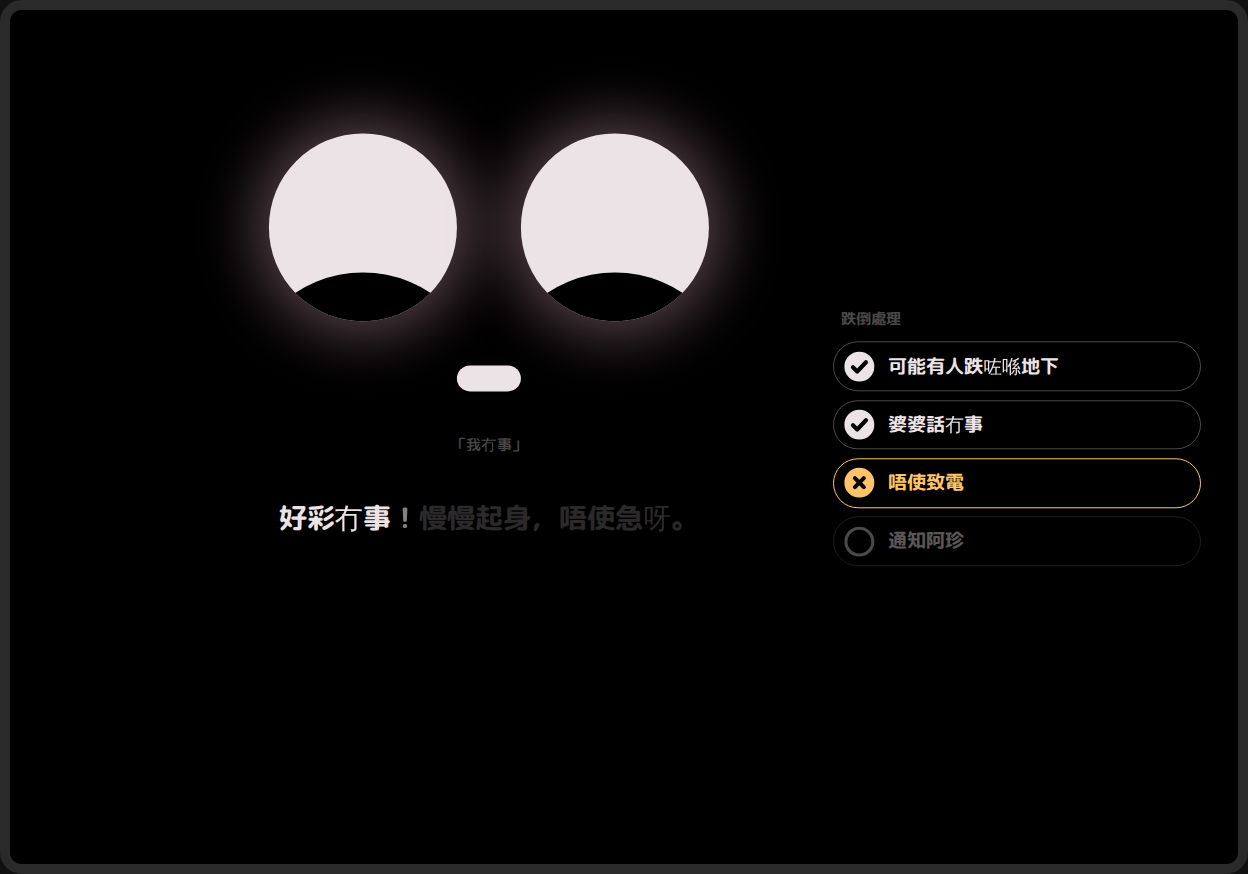 「我冇事」
好彩冇事！慢慢起身，唔使急呀。
跌倒處理
可能有人跌咗喺地下
婆婆話冇事
唔使致電
通知阿珍